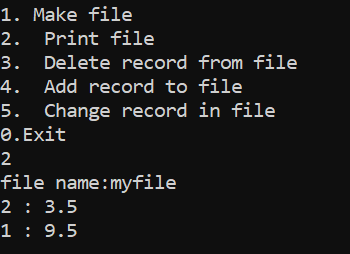 1. Make file
2.  Print file
3.  Delete record from file
4.  Add record to file
5.  Change record in file
0.Exit
2
file name:myfile
2 : 3.5
1 : 9.5